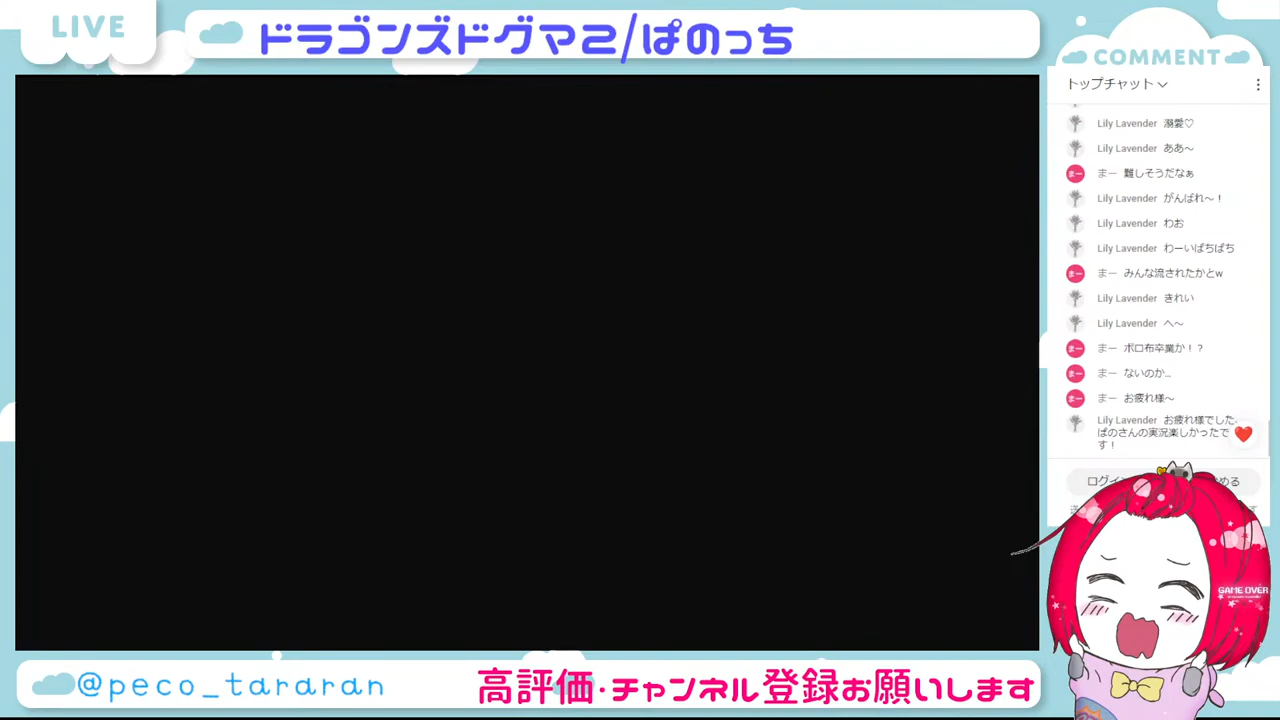 LIVE
ドラゴンズドグマ2/ぱのっち
COMMENT
トップチャット
Lily Lavender 溺愛♡
Lily Lavender ああ～
まー 難しそうだなぁ
Lily Lavender がんばれ～！
Lily Lavender わお
Lily Lavender わーいぱちぱち
まー みんな流されたかとw
Lily Lavender きれい
Lily Lavender へ～
まー ボロ布卒業か！？
まー ないのか...
まー お疲れ様～
Lily Lavender お疲れ様でした。
ぱのさんの実況楽しかったで
す！
ログイン
める
GAME OVER
@peco_tararan
高評価・チャンネル登録お願いします